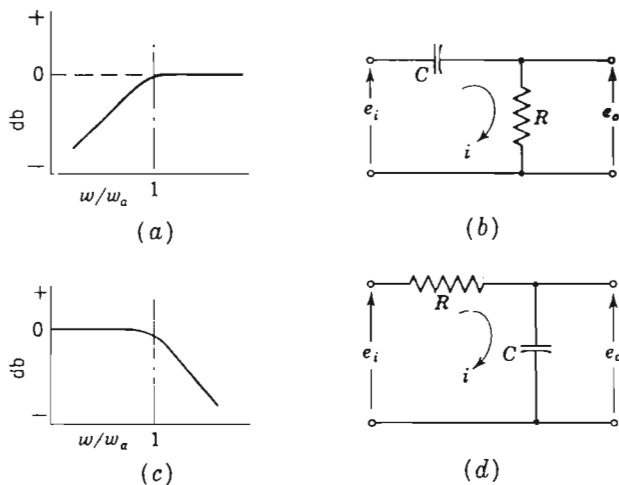 +
0
db
−
w/w_a
1
(a)
C
e_i
R
e_o
i
(b)
+
0
db
−
w/w_a
1
(c)
R
e_i
C
e_o
i
(d)